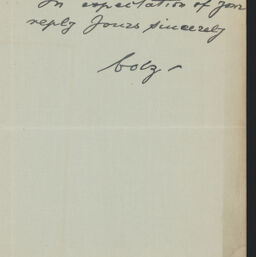 In expectation of your
reply Yours sincerely
bolz